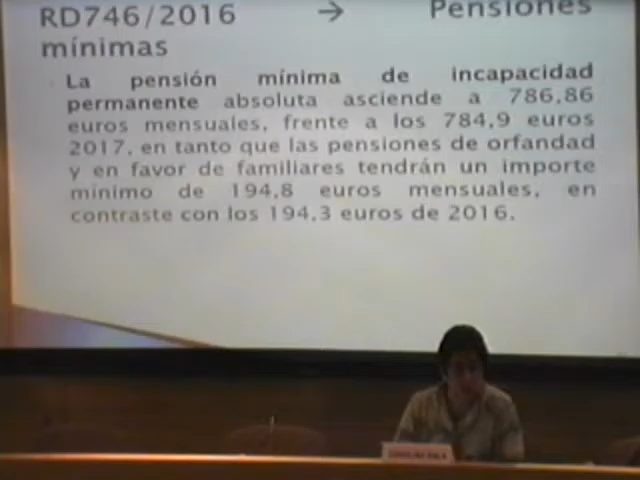 RD746/2016 → Pensiones
mínimas
La pensión mínima de incapacidad
permanente absoluta asciende a 786,86
euros mensuales, frente a los 784,9 euros
2017, en tanto que las pensiones de orfandad
y en favor de familiares tendrán un importe
mínimo de 194,8 euros mensuales, en
contraste con los 194,3 euros de 2016.